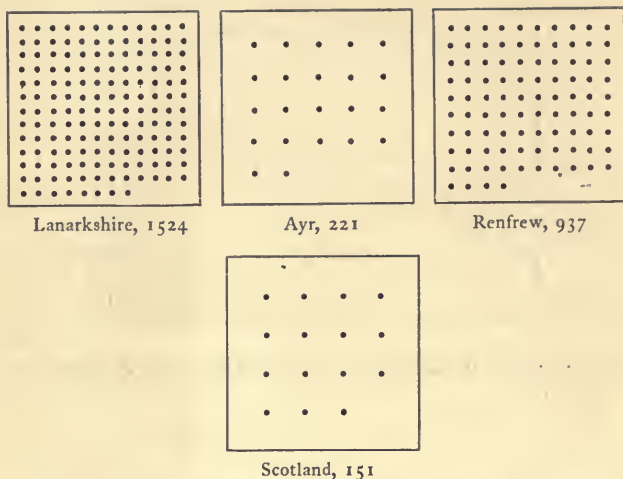 Lanarkshire, 1524
Ayr, 221
Renfrew, 937
Scotland, 151